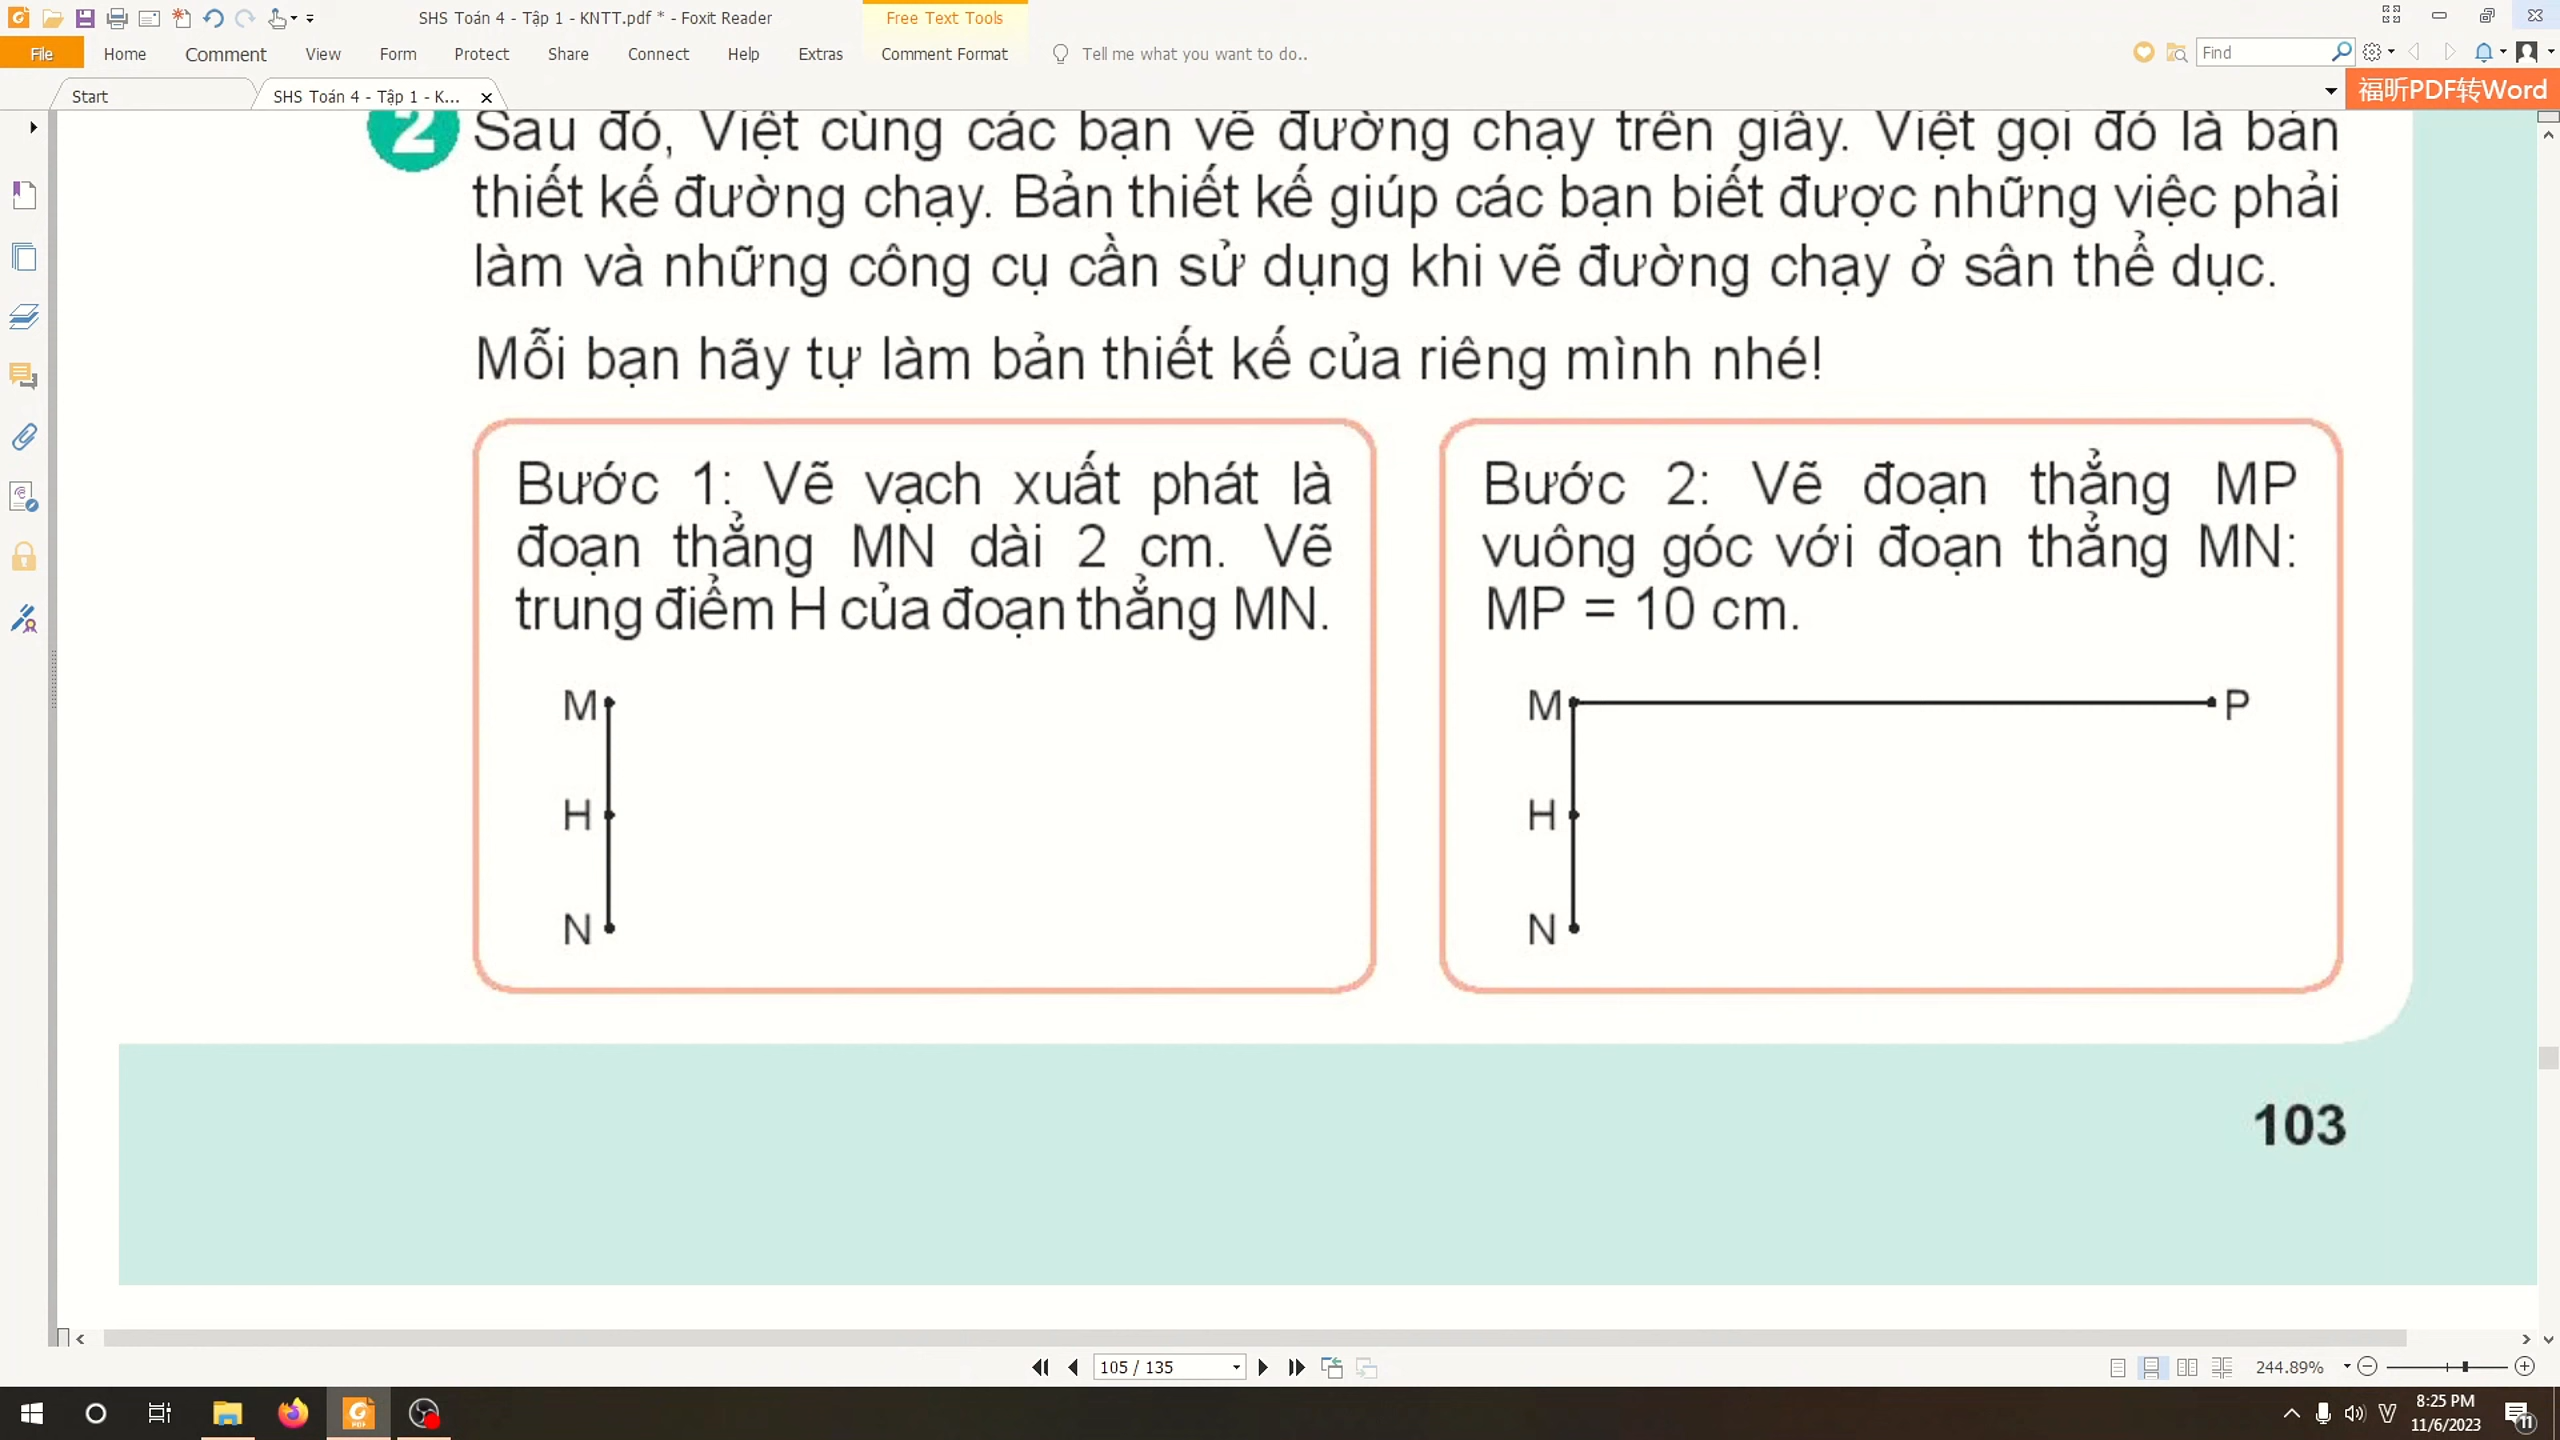 SHS Toán 4 - Tập 1 - KNTT.pdf * - Foxit Reader
Free Text Tools
File Home Comment View Form Protect Share Connect Help Extras Comment Format Tell me what you want to do.. Find
Start SHS Toán 4 - Tập 1 - K... 福昕PDF转Word
2 Sau đó, Việt cùng các bạn vẽ đường chạy trên giấy. Việt gọi đó là bản
thiết kế đường chạy. Bản thiết kế giúp các bạn biết được những việc phải
làm và những công cụ cần sử dụng khi vẽ đường chạy ở sân thể dục.
Mỗi bạn hãy tự làm bản thiết kế của riêng mình nhé!
Bước 1: Vẽ vạch xuất phát là
đoạn thẳng MN dài 2 cm. Vẽ
trung điểm H của đoạn thẳng MN.
M
H
N
Bước 2: Vẽ đoạn thẳng MP
vuông góc với đoạn thẳng MN:
MP = 10 cm.
M P
H
N
103
105 / 135 244.89%
8:25 PM
11/6/2023
11